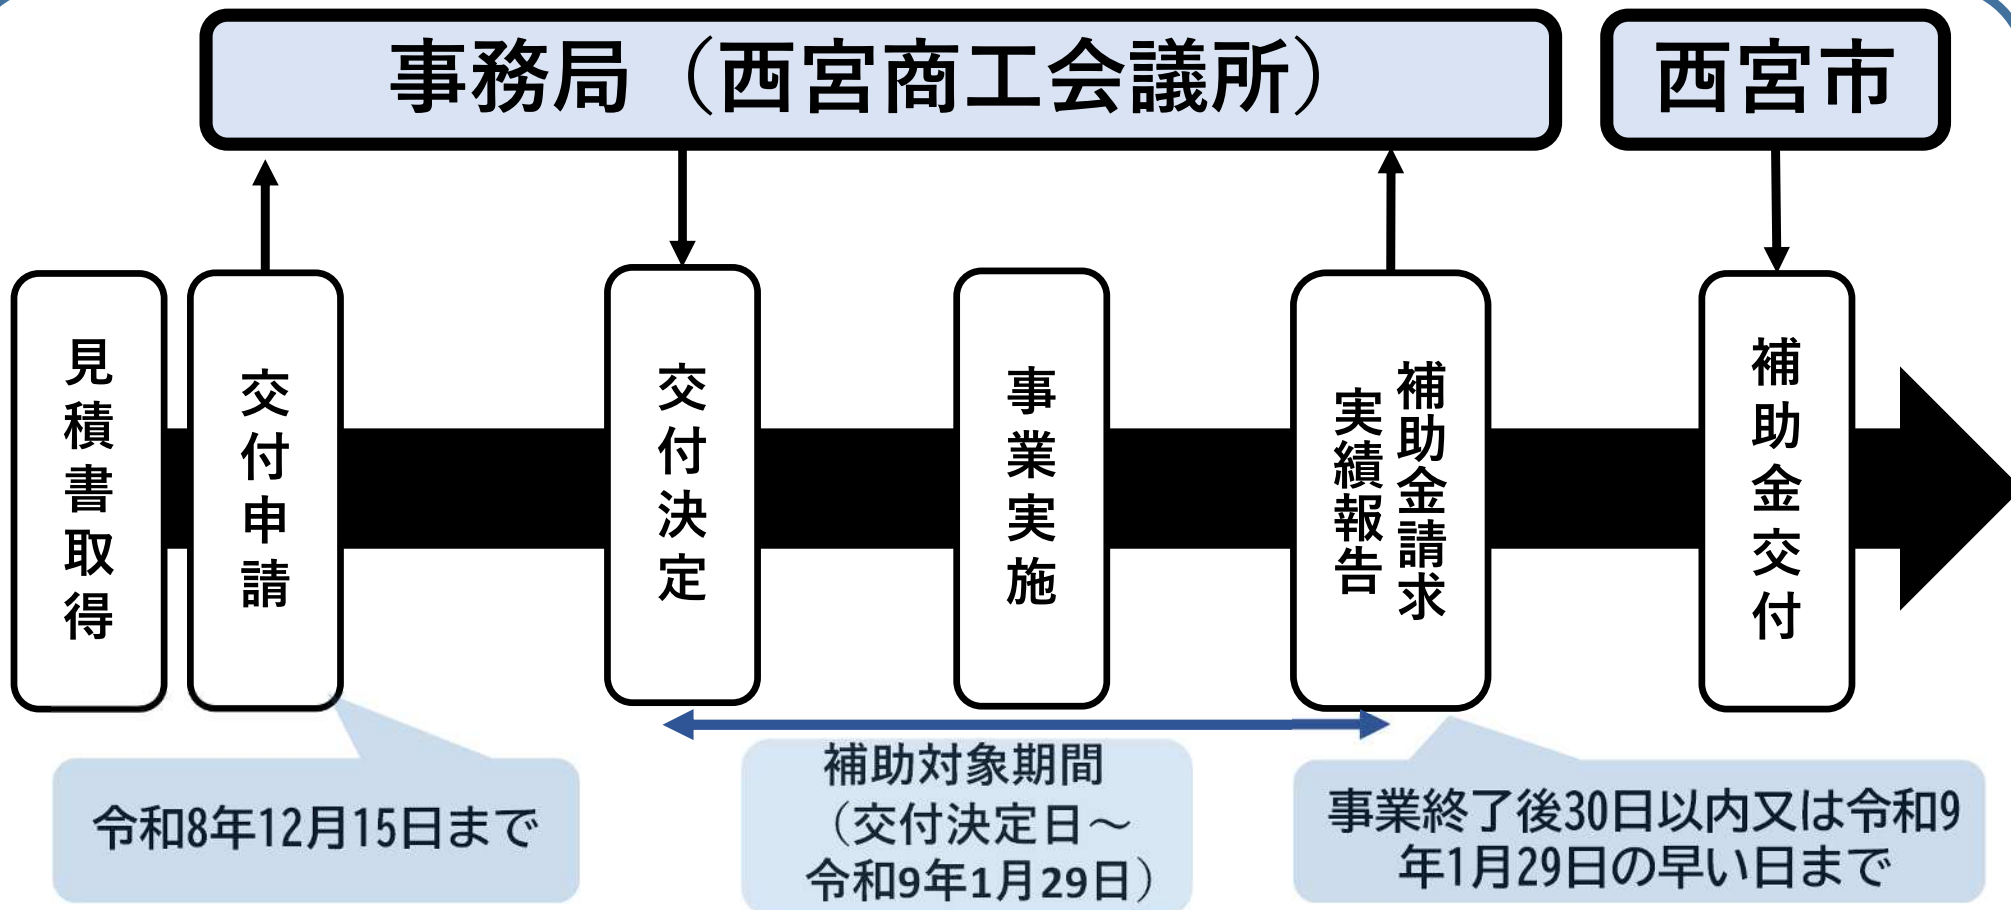 事務局（西宮商工会議所）
西宮市
見積書取得
交付申請
交付決定
事業実施
補助金請求
実績報告
補助金交付
令和8年12月15日まで
補助対象期間
（交付決定日～
令和9年1月29日）
事業終了後30日以内又は令和9
年1月29日の早い日まで